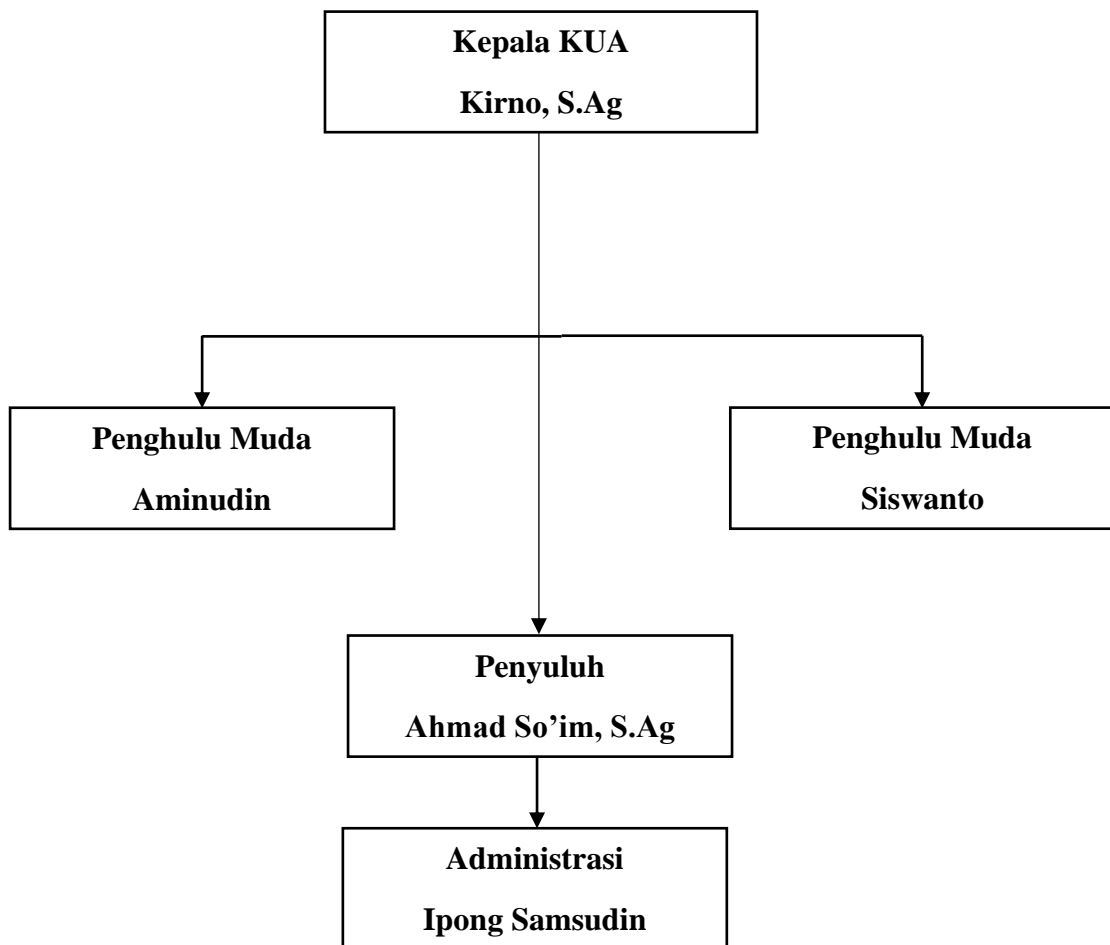 Kepala KUA
Kirno, S.Ag
Penghulu Muda
Aminudin
Penghulu Muda
Siswanto
Penyuluh
Ahmad So’im, S.Ag
Administrasi
Ipong Samsudin